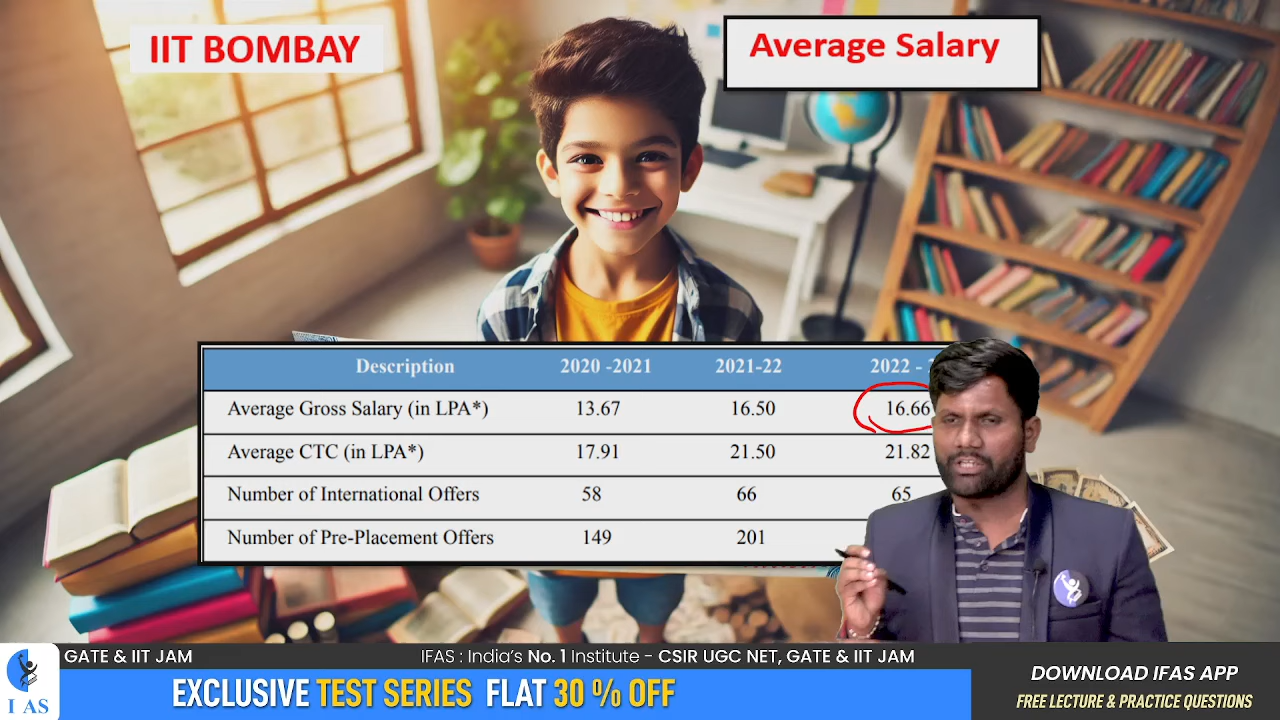 IIT BOMBAY
Average Salary
Description 2020 -2021 2021-22 2022 -
Average Gross Salary (in LPA*) 13.67 16.50 16.66
Average CTC (in LPA*) 17.91 21.50 21.82
Number of International Offers 58 66 65
Number of Pre-Placement Offers 149 201
GATE & IIT JAM
IFAS : India's No. 1 Institute - CSIR UGC NET, GATE & IIT JAM
I AS
EXCLUSIVE TEST SERIES FLAT 30 % OFF
DOWNLOAD IFAS APP
FREE LECTURE & PRACTICE QUESTIONS